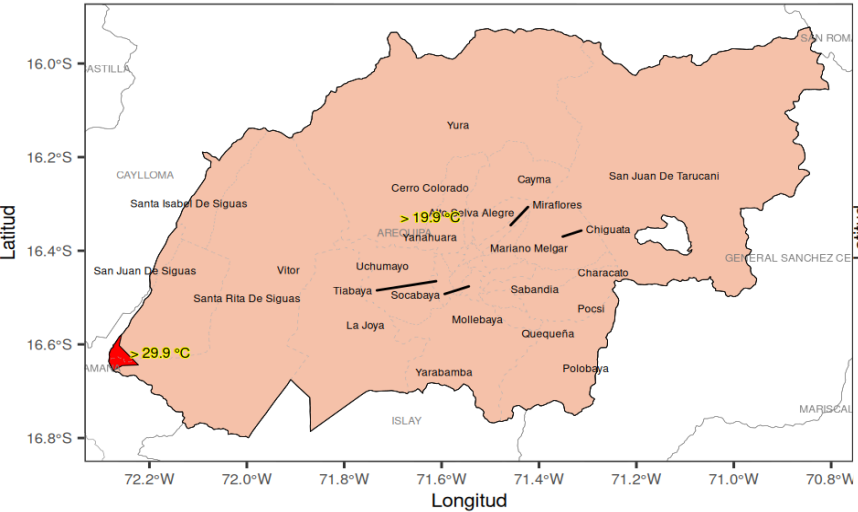 SAN ROM
16.0°S
ASTILLA
Yura
16.2°S
CAYLLOMA
San Juan De Tarucani
Cayma
Cerro Colorado
Santa Isabel De Siguas
Miraflores
Alto Selva Alegre
> 19.9 °C
Chiguata
AREQUIPA
Yanahuara
16.4°S
Mariano Melgar
GENERAL SANCHEZ CE
Latitud
San Juan De Siguas
Vitor
Uchumayo
Characato
Tiabaya
Socabaya
Sabandia
Santa Rita De Siguas
Pocsi
Mollebaya
La Joya
Quequeña
16.6°S
> 29.9 °C
AMANÁ
Yarabamba
Polobaya
MARISCAL
ISLAY
16.8°S
72.2°W
72.0°W
71.8°W
71.6°W
71.4°W
71.2°W
71.0°W
70.8°W
Longitud